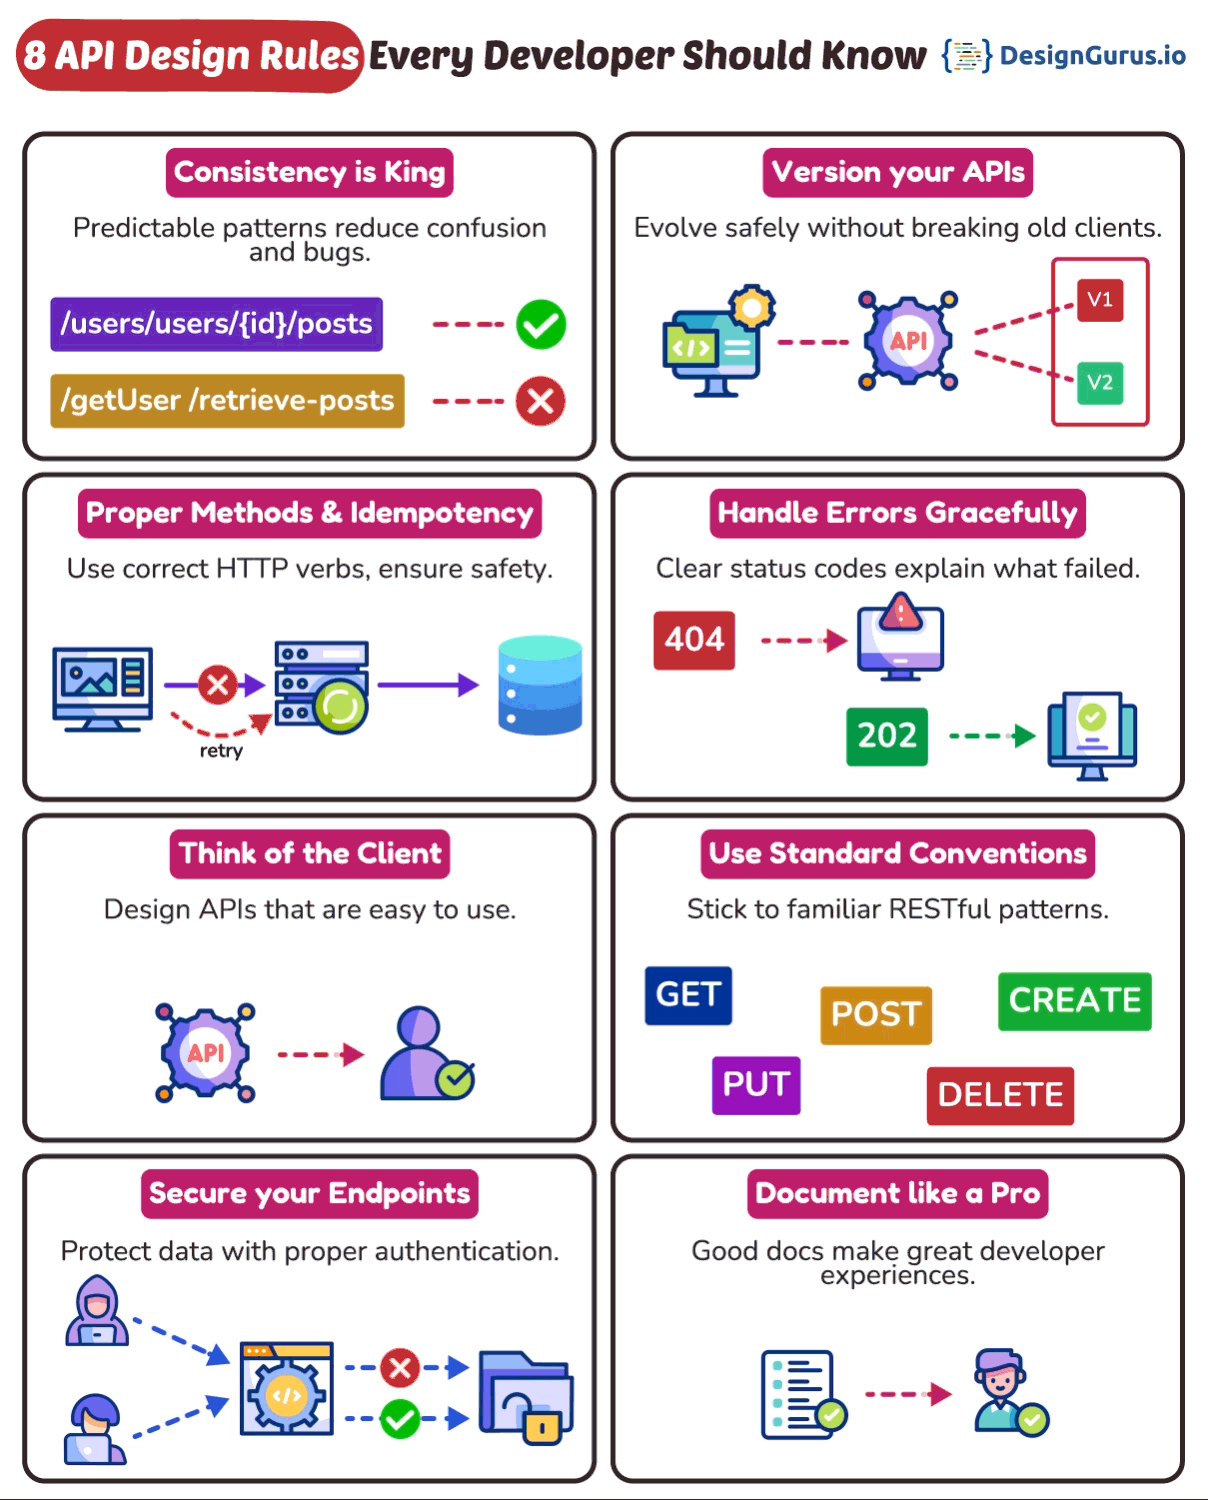 8 API Design Rules Every Developer Should Know
DesignGurus.io
Consistency is King
Predictable patterns reduce confusion
and bugs.
/users/users/{id}/posts
/getUser /retrieve-posts
Version your APIs
Evolve safely without breaking old clients.
</>
API
V1
V2
Proper Methods & Idempotency
Use correct HTTP verbs, ensure safety.
retry
Handle Errors Gracefully
Clear status codes explain what failed.
404
202
Think of the Client
Design APIs that are easy to use.
API
Use Standard Conventions
Stick to familiar RESTful patterns.
GET
POST
CREATE
PUT
DELETE
Secure your Endpoints
Protect data with proper authentication.
</>
Document like a Pro
Good docs make great developer
experiences.